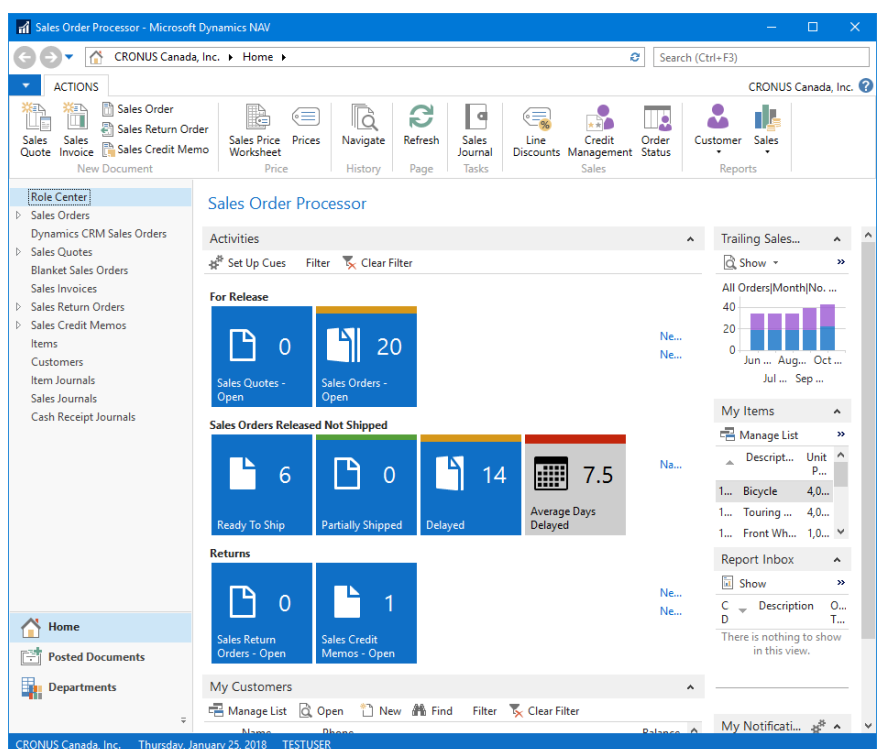 Sales Order Processor - Microsoft Dynamics NAV
CRONUS Canada, Inc. Home
Search (Ctrl+F3)
ACTIONS
CRONUS Canada, Inc.
Sales Quote
Sales Invoice
Sales Order
Sales Return Order
Sales Credit Memo
Sales Price Worksheet
Prices
Navigate
Refresh
Sales Journal
Line Discounts
Credit Management
Order Status
Customer
Sales
New Document
Price
History
Page
Tasks
Sales
Reports
Role Center
Sales Orders
Dynamics CRM Sales Orders
Sales Quotes
Blanket Sales Orders
Sales Invoices
Sales Return Orders
Sales Credit Memos
Items
Customers
Item Journals
Sales Journals
Cash Receipt Journals
Home
Posted Documents
Departments
Sales Order Processor
Activities
Set Up Cues Filter Clear Filter
For Release
0
Sales Quotes -
Open
20
Sales Orders -
Open
Ne...
Ne...
Sales Orders Released Not Shipped
6
Ready To Ship
0
Partially Shipped
14
Delayed
7.5
Average Days
Delayed
Na...
Returns
0
Sales Return
Orders - Open
1
Sales Credit
Memos - Open
Ne...
Ne...
My Customers
Manage List Open New Find Filter Clear Filter
Name Phone Balance
Trailing Sales...
Show
All Orders|Month|No. ...
40
20
0
Jun ... Aug... Oct ...
Jul ... Sep ...
My Items
Manage List
Descript... Unit
P...
1... Bicycle 4,0...
1... Touring ... 4,0...
1... Front Wh... 1,0...
Report Inbox
Show
C Description O...
D T...
There is nothing to show
in this view.
My Notificati...
CRONUS Canada, Inc. Thursday, January 25, 2018 TESTUSER